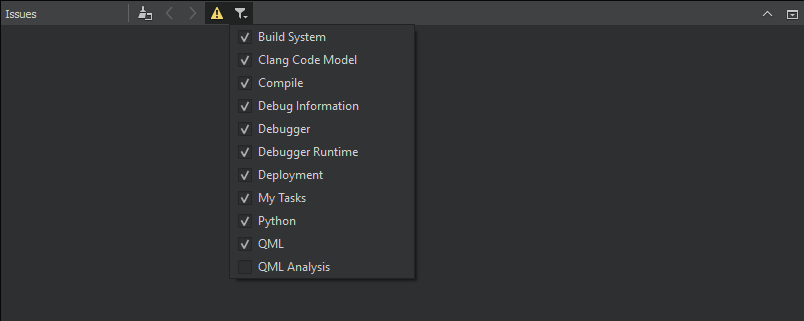 Issues
Build System
Clang Code Model
Compile
Debug Information
Debugger
Debugger Runtime
Deployment
My Tasks
Python
QML
QML Analysis